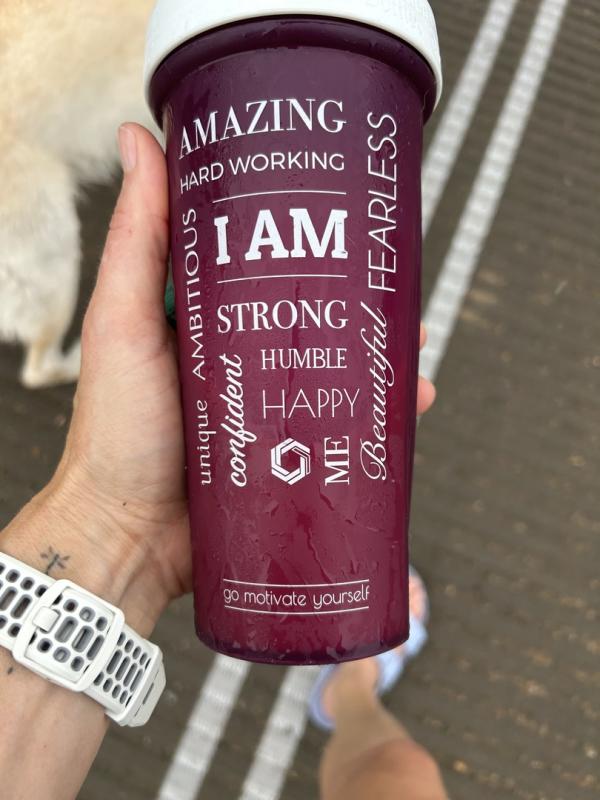 AMAZING
HARD WORKING
I AM
FEARLESS
AMBITIOUS
STRONG
HUMBLE
HAPPY
Beautiful
unique
confident
ME
go motivate yourself